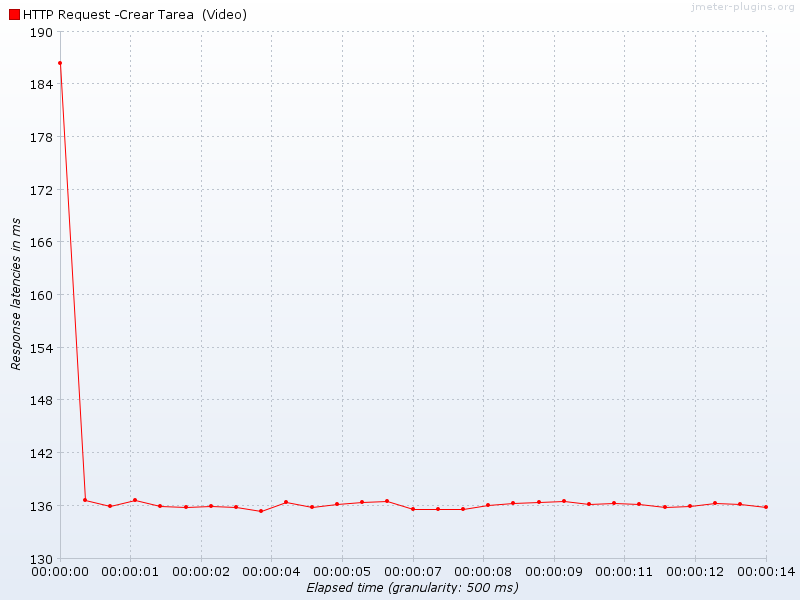 jmeter-plugins.org
HTTP Request -Crear Tarea  (Video)
190
184
178
172
166
160
154
148
142
136
130
Response latencies in ms
00:00:00 00:00:01 00:00:02 00:00:04 00:00:05 00:00:07 00:00:08 00:00:09 00:00:11 00:00:12 00:00:14
Elapsed time (granularity: 500 ms)